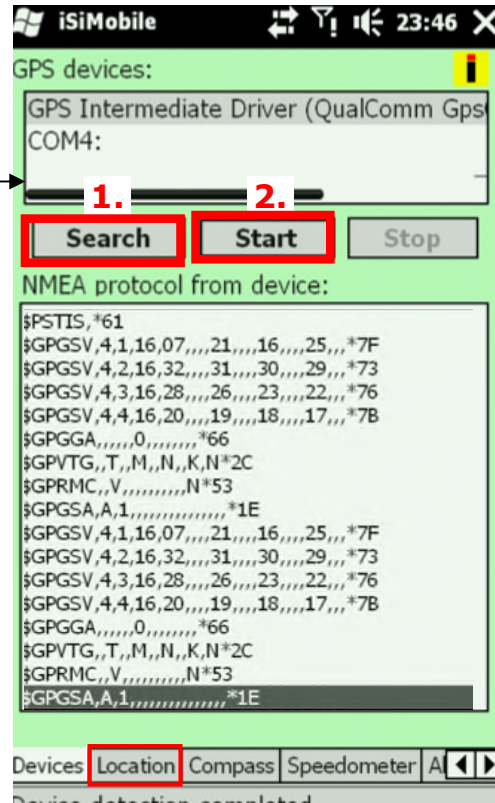 iSiMobile 23:46
GPS devices:
GPS Intermediate Driver (QualComm Gps
COM4:
1. 2.
Search Start Stop
NMEA protocol from device:
$PSTIS,*61
$GPGSV,4,1,16,07,,,,21,,,,16,,,,25,,,*7F
$GPGSV,4,2,16,32,,,,31,,,,30,,,,29,,,*73
$GPGSV,4,3,16,28,,,,26,,,,23,,,,22,,,*76
$GPGSV,4,4,16,20,,,,19,,,,18,,,,17,,,*7B
$GPGGA,,,,,,0,,,,,,,,*66
$GPVTG,,T,,M,,N,,K,N*2C
$GPRMC,,V,,,,,,,,,,N*53
$GPGSA,A,1,,,,,,,,,,,,,,,*1E
$GPGSV,4,1,16,07,,,,21,,,,16,,,,25,,,*7F
$GPGSV,4,2,16,32,,,,31,,,,30,,,,29,,,*73
$GPGSV,4,3,16,28,,,,26,,,,23,,,,22,,,*76
$GPGSV,4,4,16,20,,,,19,,,,18,,,,17,,,*7B
$GPGGA,,,,,,0,,,,,,,,*66
$GPVTG,,T,,M,,N,,K,N*2C
$GPRMC,,V,,,,,,,,,,N*53
$GPGSA,A,1,,,,,,,,,,,,,,,*1E
Devices Location Compass Speedometer Al
Device detection completed